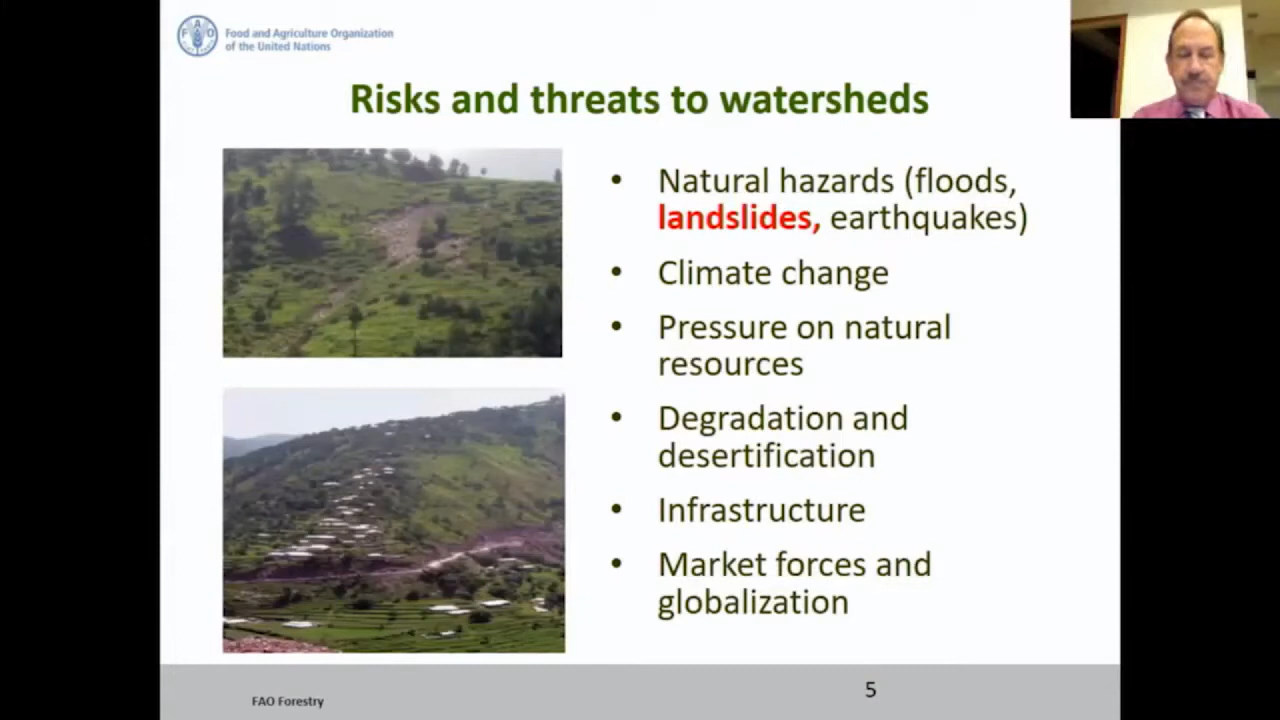 Food and Agriculture Organization
of the United Nations
Risks and threats to watersheds
• Natural hazards (floods,
landslides, earthquakes)
• Climate change
• Pressure on natural
resources
• Degradation and
desertification
• Infrastructure
• Market forces and
globalization
FAO Forestry
5